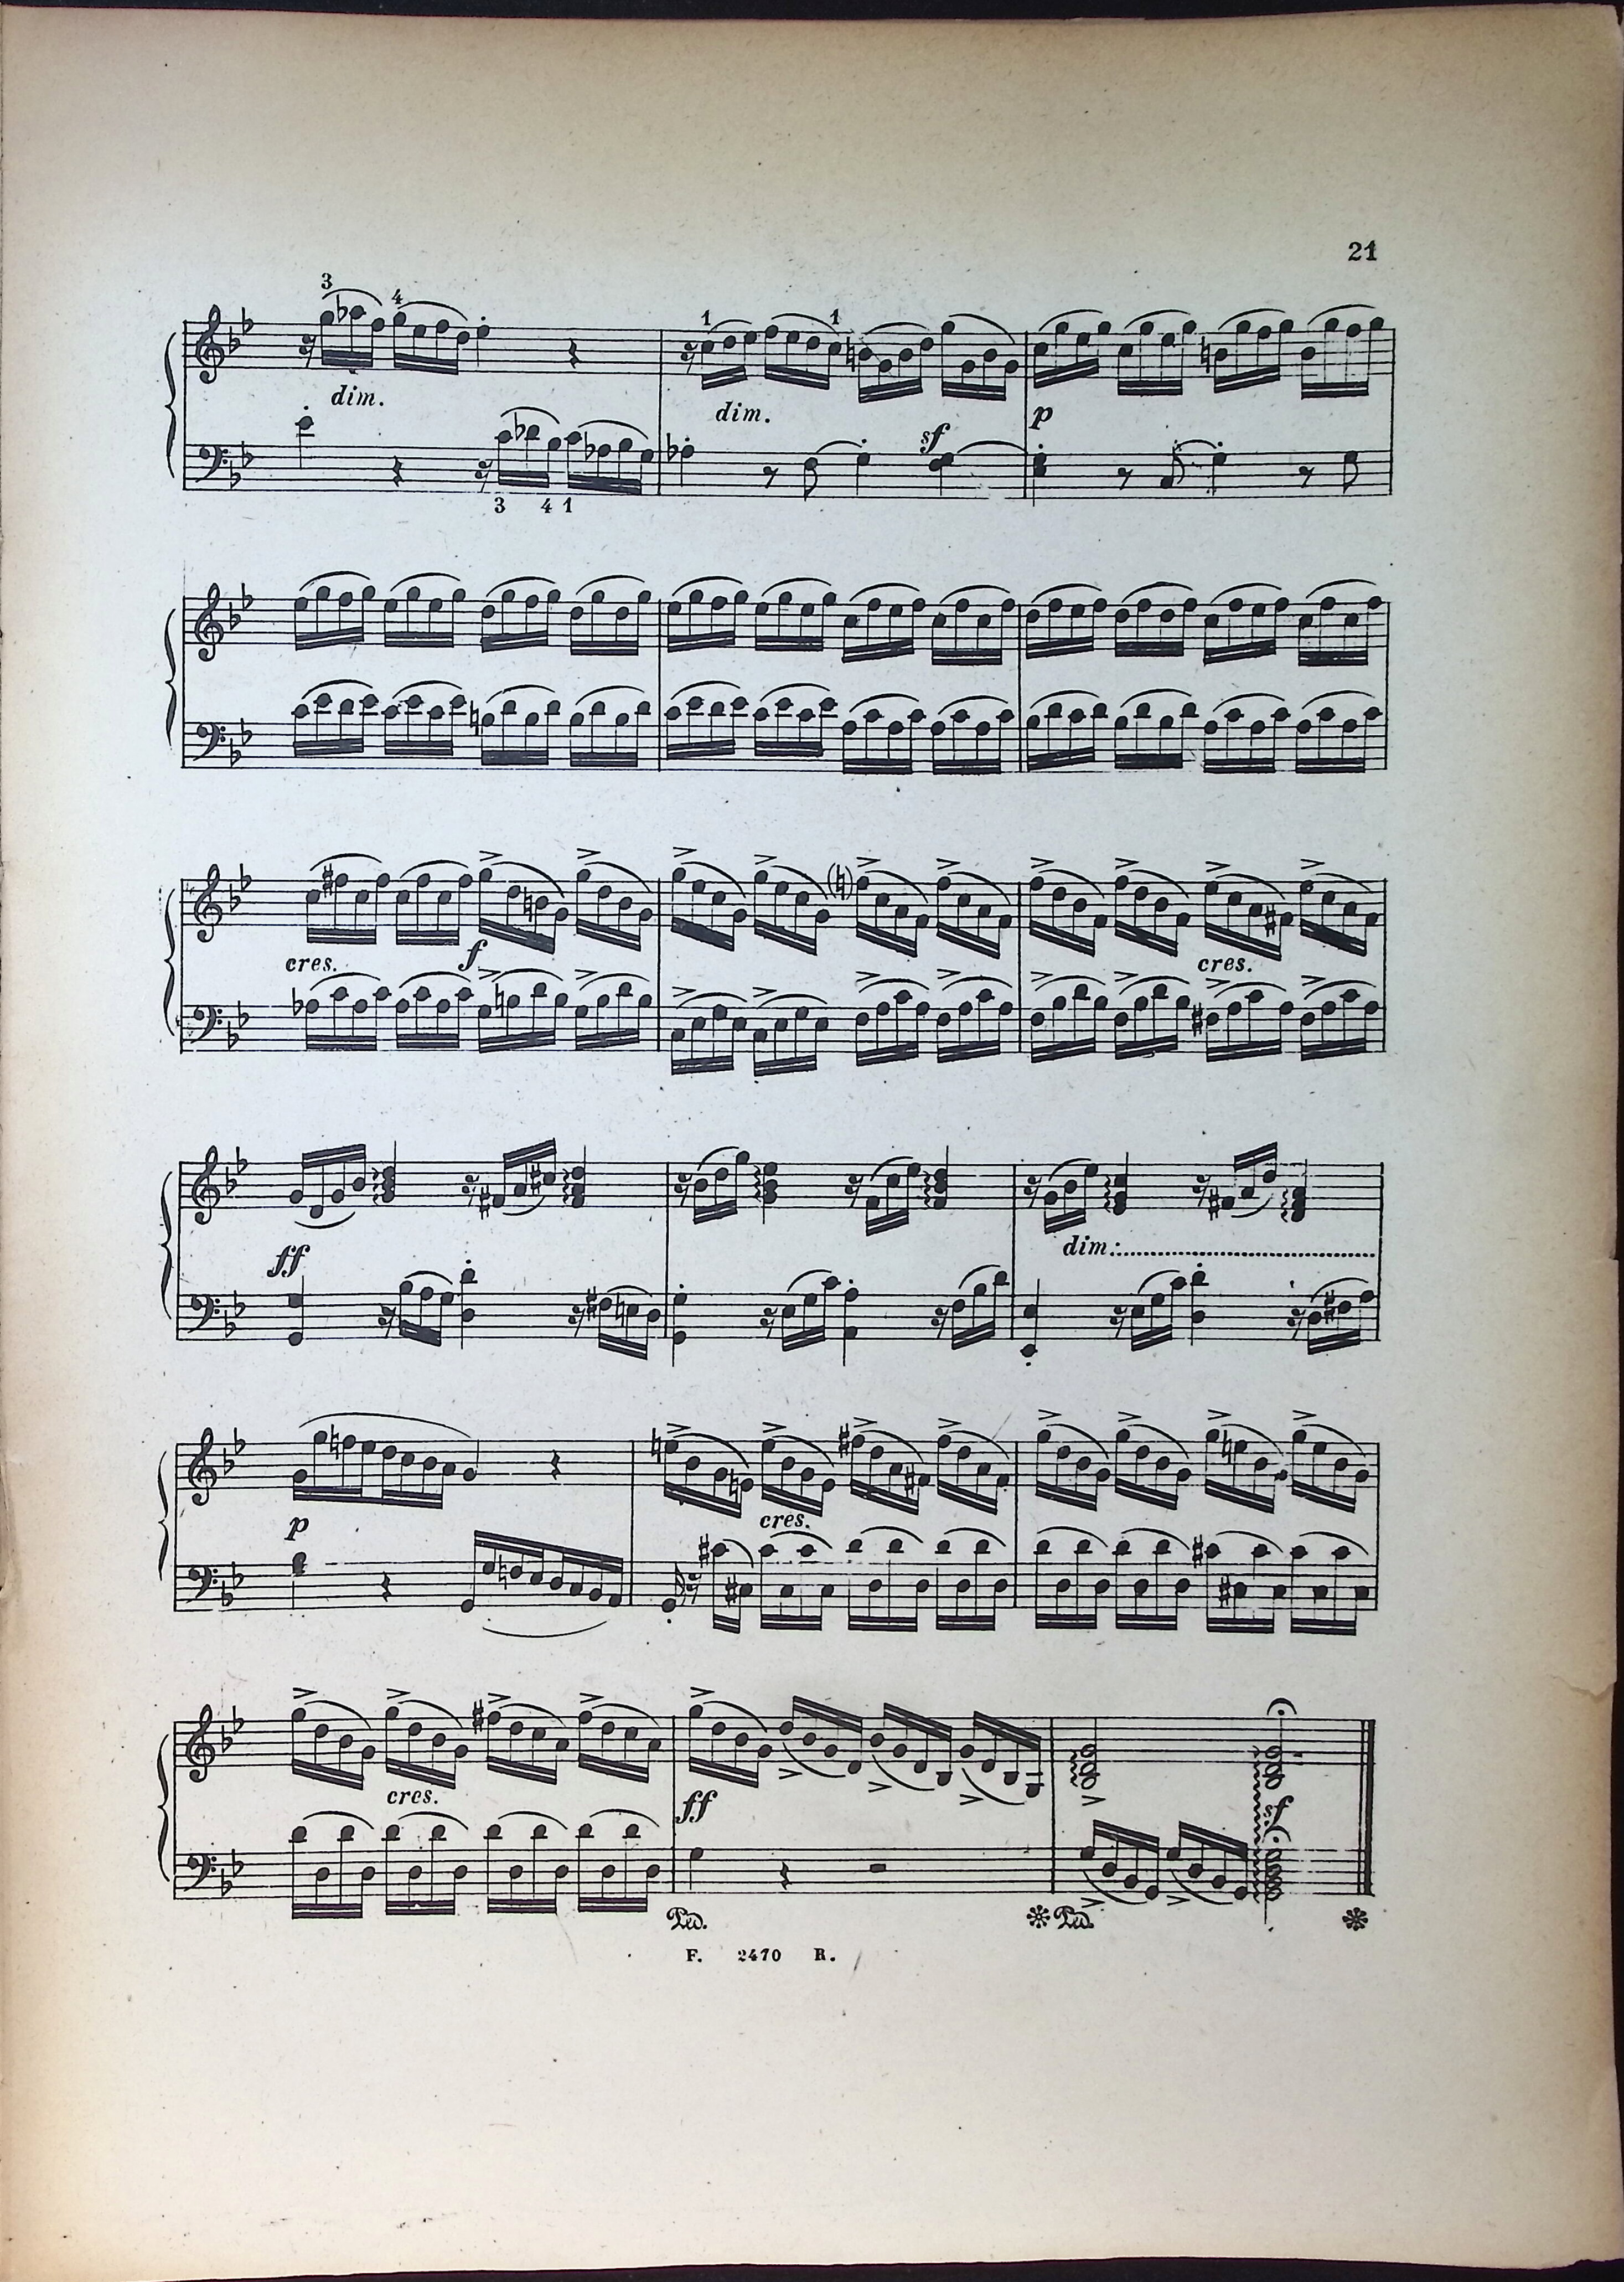 21
3 4 1 1
dim. dim. sf p
3 4 1
cres. f cres.
ff dim:
p cres.
cres. ff sf
Ped. Ped.
F. 2470 R.